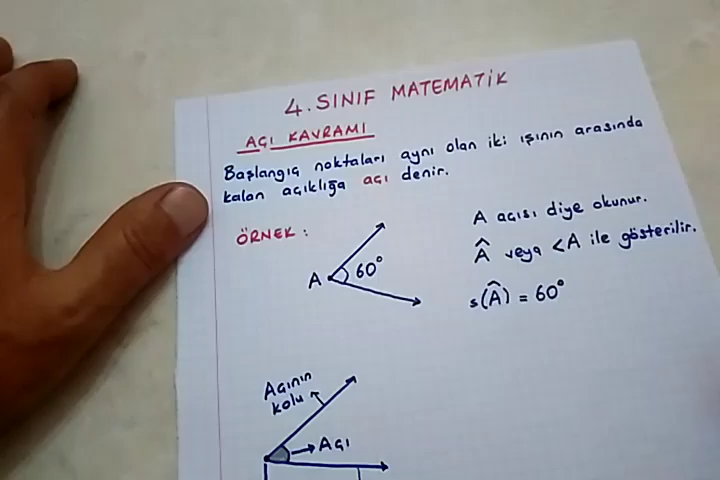 4. SINIF MATEMATİK
AÇI KAVRAMI
Başlangıç noktaları aynı olan iki ışının arasında
kalan açıklığa açı denir.
ÖRNEK :
A 60°
A açısı diye okunur.
Â veya <A ile gösterilir.
s(Â) = 60°
Açının
kolu
Açı